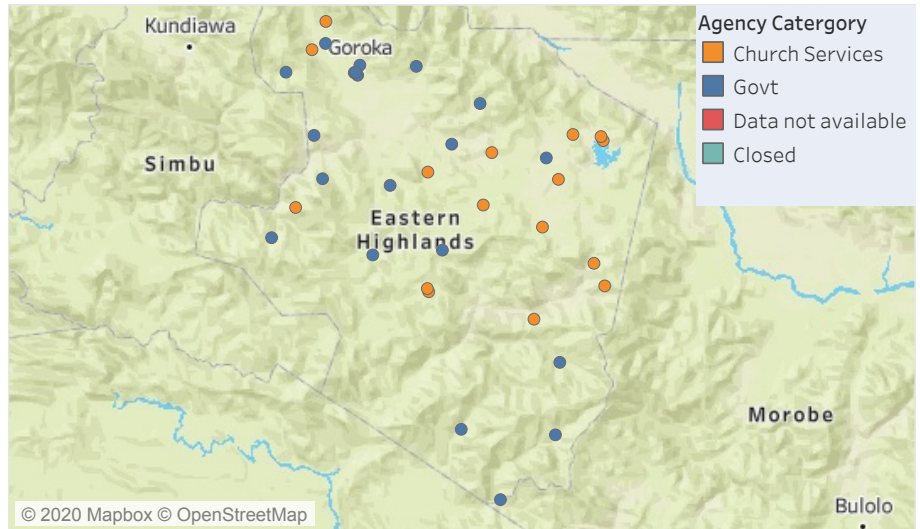 Kundiawa
Goroka
Simbu
Eastern
Highlands
Morobe
Bulolo
Agency Catergory
Church Services
Govt
Data not available
Closed
© 2020 Mapbox © OpenStreetMap